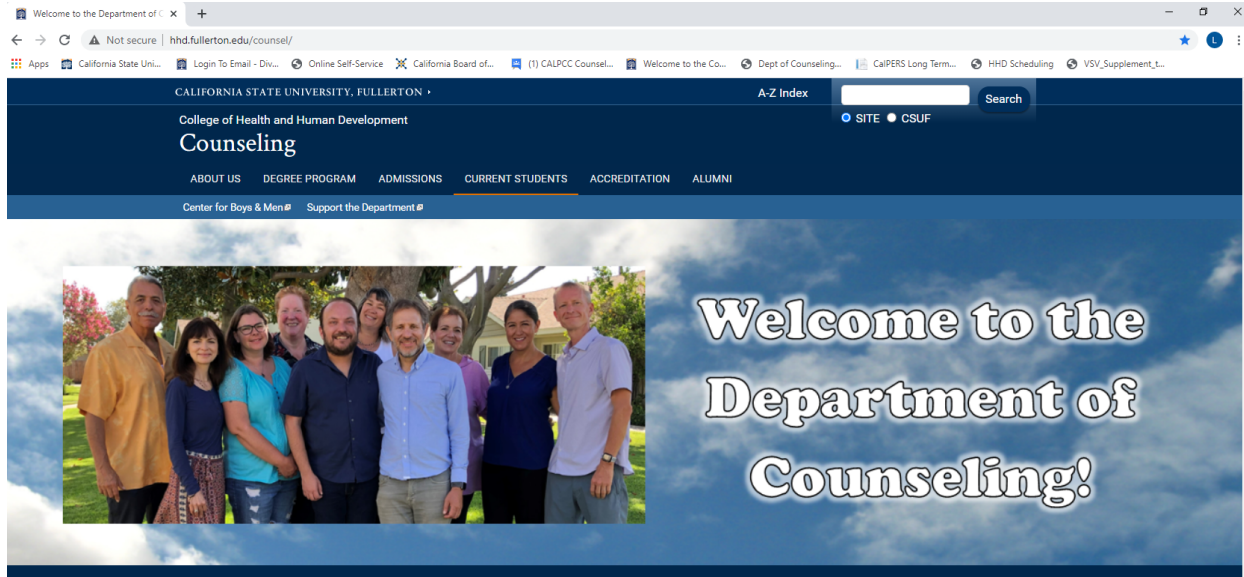 Welcome to the Department of C
Not secure | hhd.fullerton.edu/counsel/
L
Apps California State Uni... Login To Email - Div... Online Self-Service California Board of... (1) CALPCC Counsel... Welcome to the Co... Dept of Counseling... CalPERS Long Term... HHD Scheduling VSV_Supplement_t...
CALIFORNIA STATE UNIVERSITY, FULLERTON A-Z Index Search
College of Health and Human Development SITE CSUF
Counseling
ABOUT US DEGREE PROGRAM ADMISSIONS CURRENT STUDENTS ACCREDITATION ALUMNI
Center for Boys & Men Support the Department
Welcome to the
Department of
Counseling!